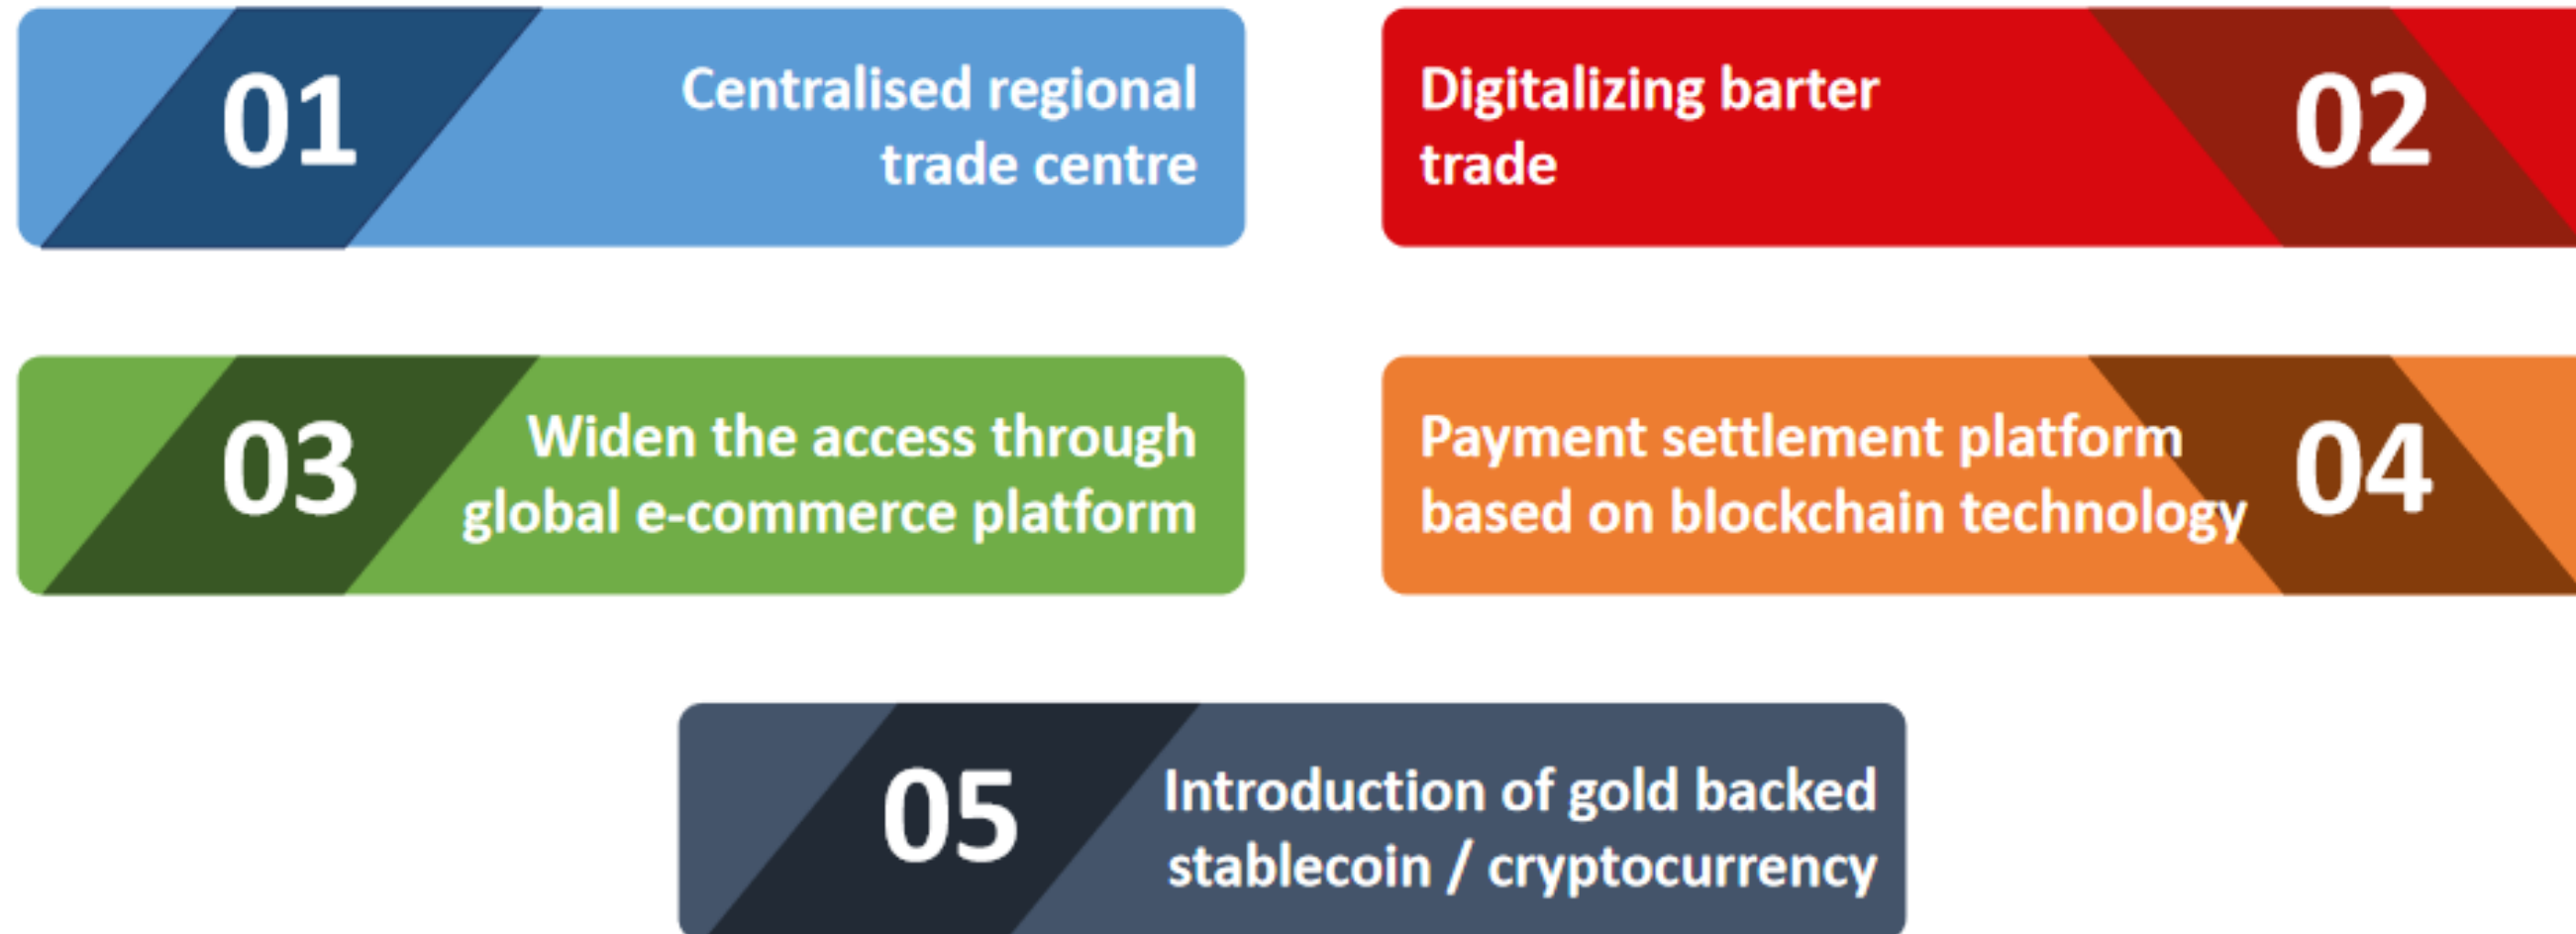 01
Centralised regional
trade centre
Digitalizing barter
trade
02
03
Widen the access through
global e-commerce platform
Payment settlement platform
based on blockchain technology
04
05
Introduction of gold backed
stablecoin / cryptocurrency